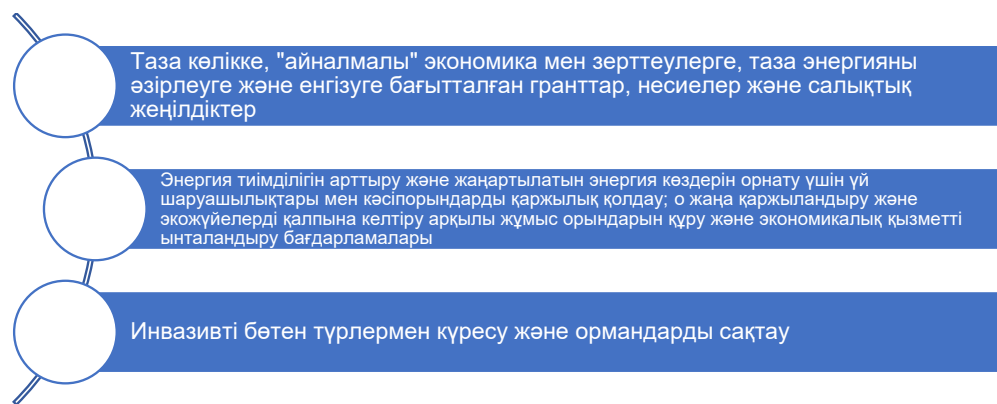 Таза көлікке, "айналмалы" экономика мен зерттеулерге, таза энергияны
әзірлеуге және енгізуге бағытталған гранттар, несиелер және салықтық
жеңілдіктер
Энергия тиімділігін арттыру және жаңартылатын энергия көздерін орнату үшін үй
шаруашылықтары мен кәсіпорындарды қаржылық қолдау; о жаңа қаржыландыру және
экожүйелерді қалпына келтіру арқылы жұмыс орындарын құру және экономикалық қызметті
ынталандыру бағдарламалары
Инвазивті бөтен түрлермен күресу және ормандарды сақтау